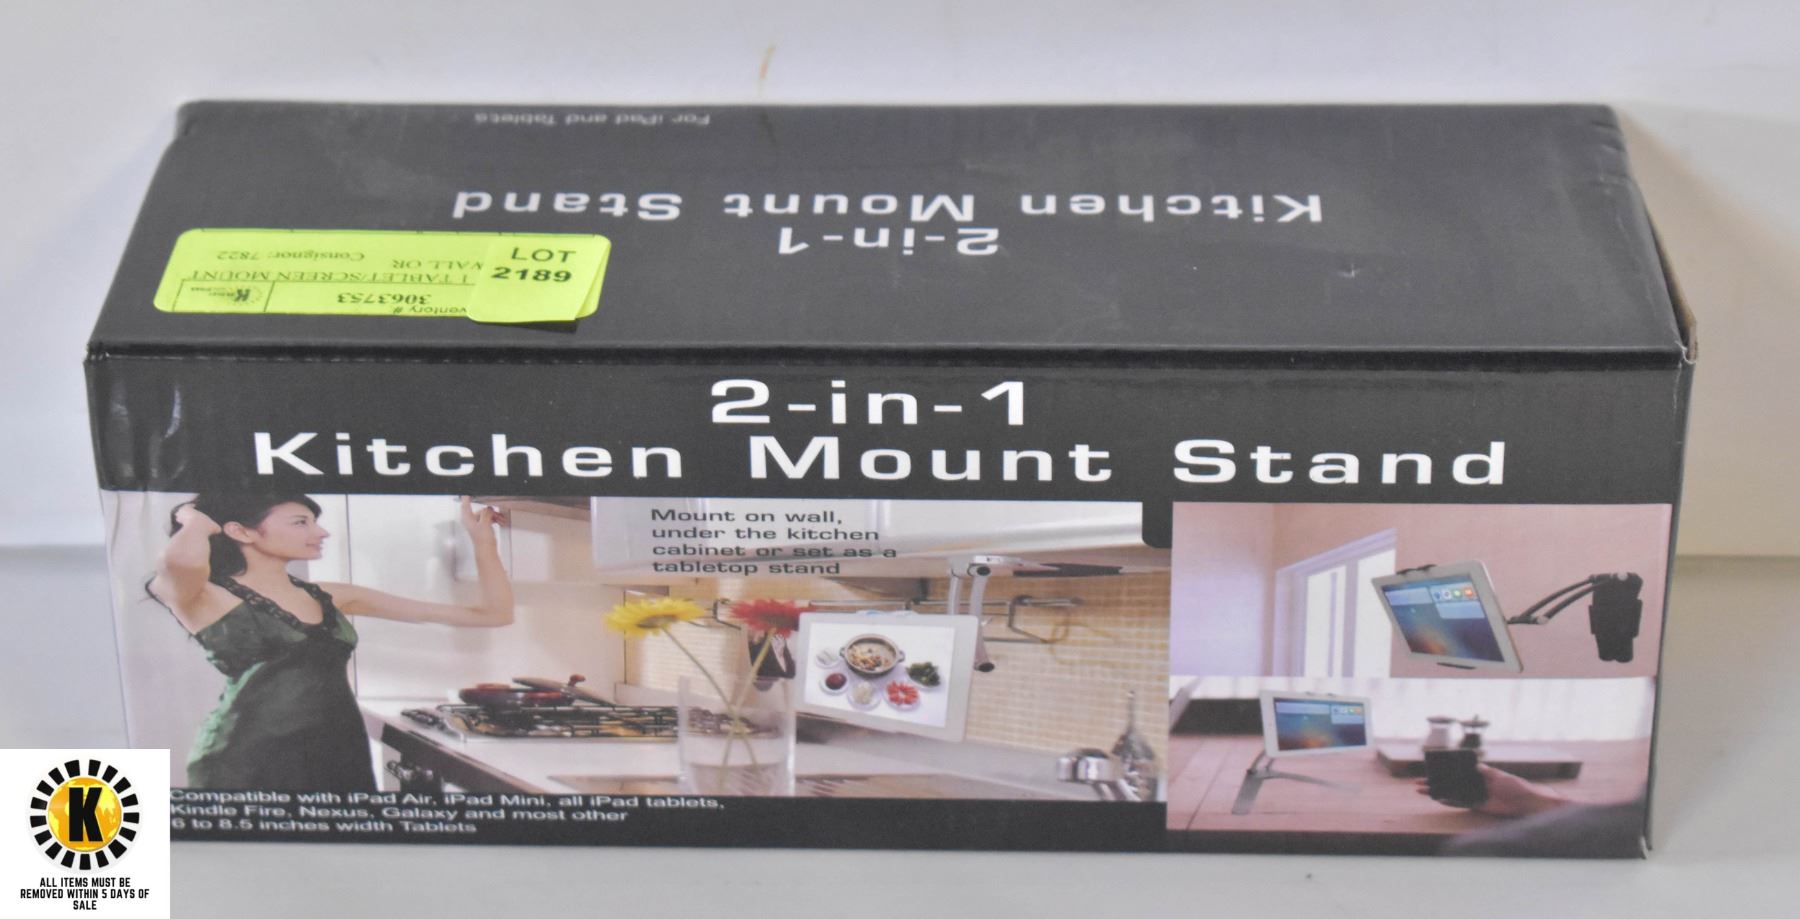 For iPad and Tablets
2-in-1
Kitchen Mount Stand
LOT
2189
ventory #
3063753
1 TABLET/SCREEN MOUNT
WALL OR
Consignor: 7822
K
2-in-1
Kitchen Mount Stand
Mount on wall,
under the kitchen
cabinet or set as a
tabletop stand
Compatible with iPad Air, iPad Mini, all iPad tablets,
Kindle Fire, Nexus, Galaxy and most other
6 to 8.5 inches width Tablets
K
ALL ITEMS MUST BE
REMOVED WITHIN 5 DAYS OF
SALE